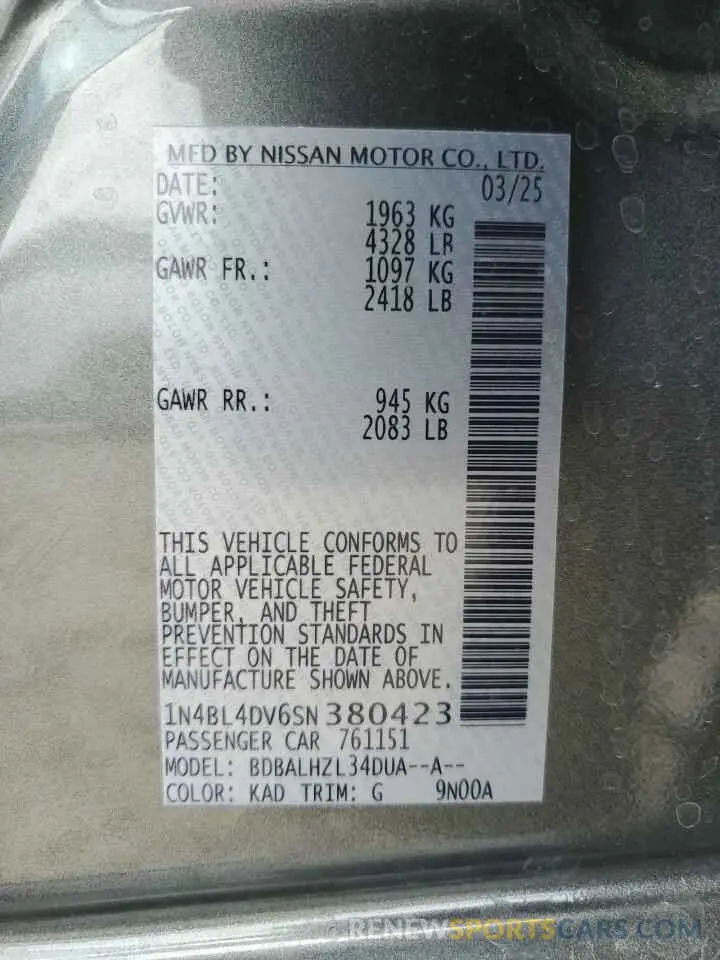 MFD BY NISSAN MOTOR CO., LTD.
DATE: 03/25
GVWR: 1963 KG
4328 LB
GAWR FR.: 1097 KG
2418 LB
GAWR RR.: 945 KG
2083 LB
THIS VEHICLE CONFORMS TO
ALL APPLICABLE FEDERAL
MOTOR VEHICLE SAFETY,
BUMPER, AND THEFT
PREVENTION STANDARDS IN
EFFECT ON THE DATE OF
MANUFACTURE SHOWN ABOVE.
1N4BL4DV6SN380423
PASSENGER CAR 761151
MODEL: BDBALHZL34DUA--A--
COLOR: KAD TRIM: G 9N00A
RENEWSPORTSCARS.COM